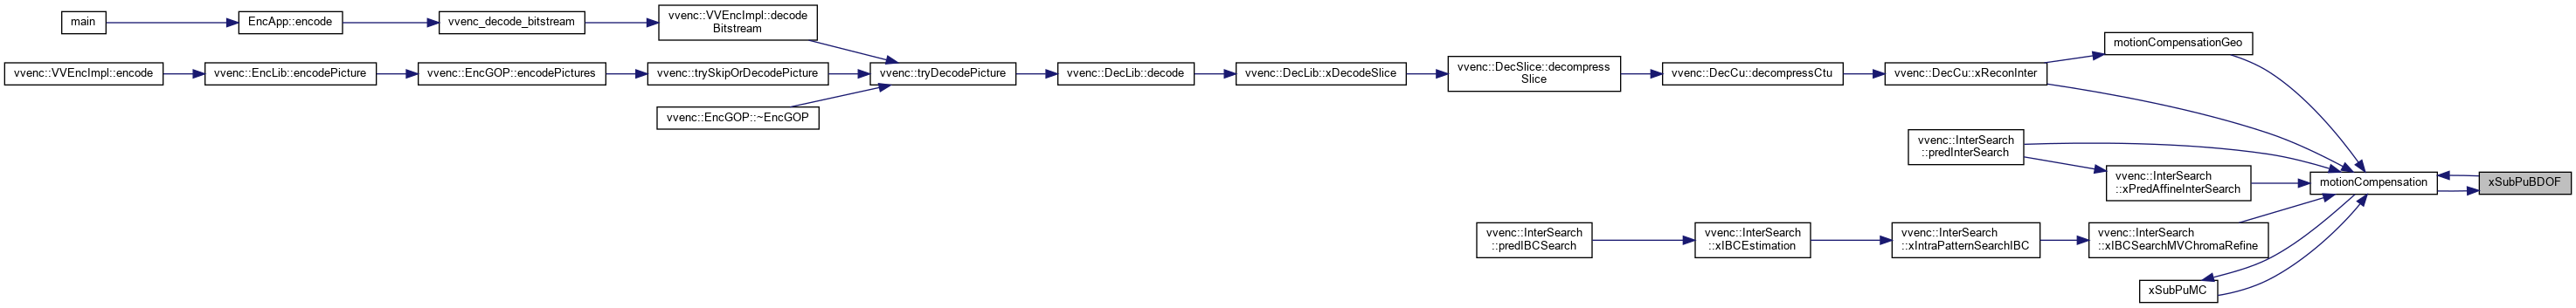 main
EncApp::encode
vvenc_decode_bitstream
vvenc::VVEncImpl::decode
Bitstream
vvenc::VVEncImpl::encode
vvenc::EncLib::encodePicture
vvenc::EncGOP::encodePictures
vvenc::trySkipOrDecodePicture
vvenc::EncGOP::~EncGOP
vvenc::tryDecodePicture
vvenc::DecLib::decode
vvenc::DecLib::xDecodeSlice
vvenc::DecSlice::decompress
Slice
vvenc::DecCu::decompressCtu
vvenc::DecCu::xReconInter
motionCompensationGeo
vvenc::InterSearch
::predInterSearch
vvenc::InterSearch
::xPredAffineInterSearch
motionCompensation
xSubPuBDOF
vvenc::InterSearch
::predIBCSearch
vvenc::InterSearch
::xIBCEstimation
vvenc::InterSearch
::xIntraPatternSearchIBC
vvenc::InterSearch
::xIBCSearchMVChromaRefine
xSubPuMC